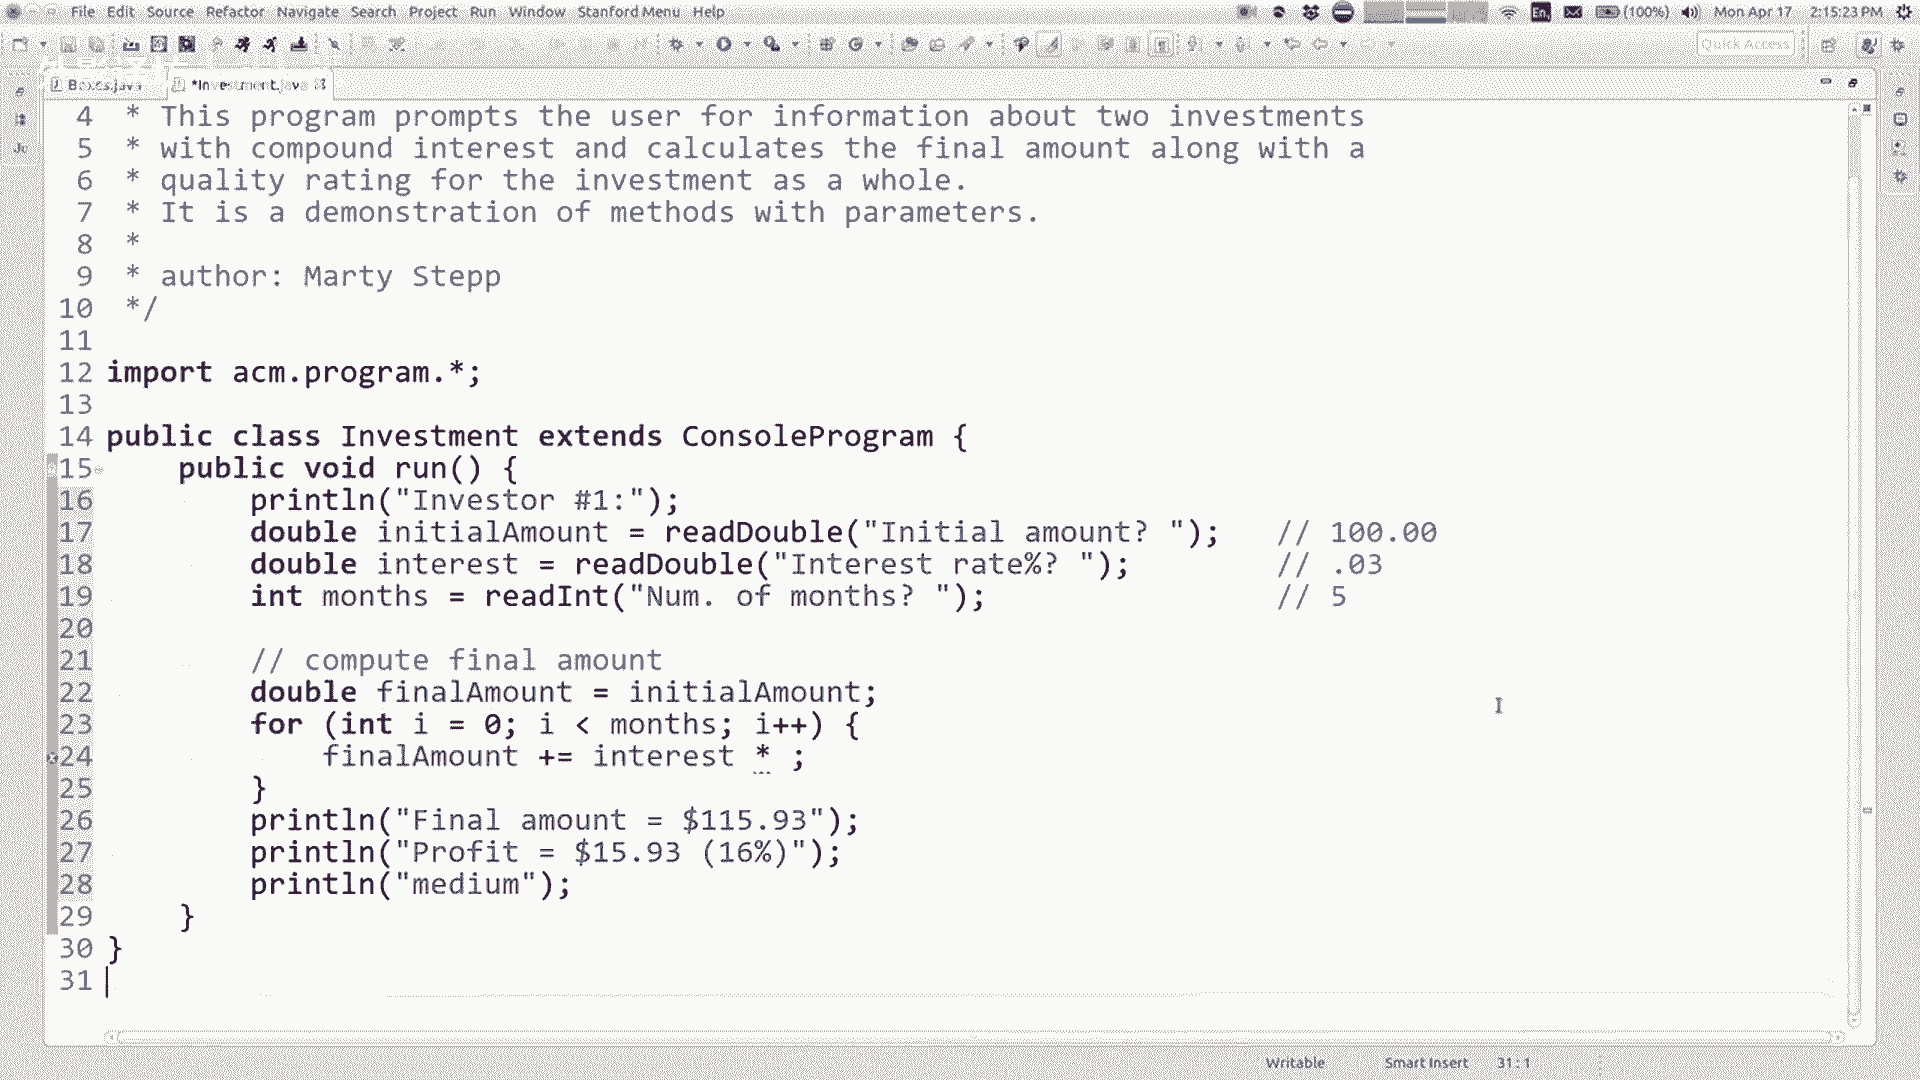 File Edit Source Refactor Navigate Search Project Run Window Stanford Menu Help En (100%) Mon Apr 17 2:15:23 PM
Quick Access
Boxes.java *Investment.java
4 * This program prompts the user for information about two investments
5 * with compound interest and calculates the final amount along with a
6 * quality rating for the investment as a whole.
7 * It is a demonstration of methods with parameters.
8 *
9 * author: Marty Stepp
10 */
11
12 import acm.program.*;
13
14 public class Investment extends ConsoleProgram {
15 public void run() {
16 println("Investor #1:");
17 double initialAmount = readDouble("Initial amount? "); // 100.00
18 double interest = readDouble("Interest rate%? "); // .03
19 int months = readInt("Num. of months? "); // 5
20
21 // compute final amount
22 double finalAmount = initialAmount;
23 for (int i = 0; i < months; i++) {
24 finalAmount += interest * ;
25 }
26 println("Final amount = $115.93");
27 println("Profit = $15.93 (16%)");
28 println("medium");
29 }
30 }
31
Writable Smart Insert 31:1